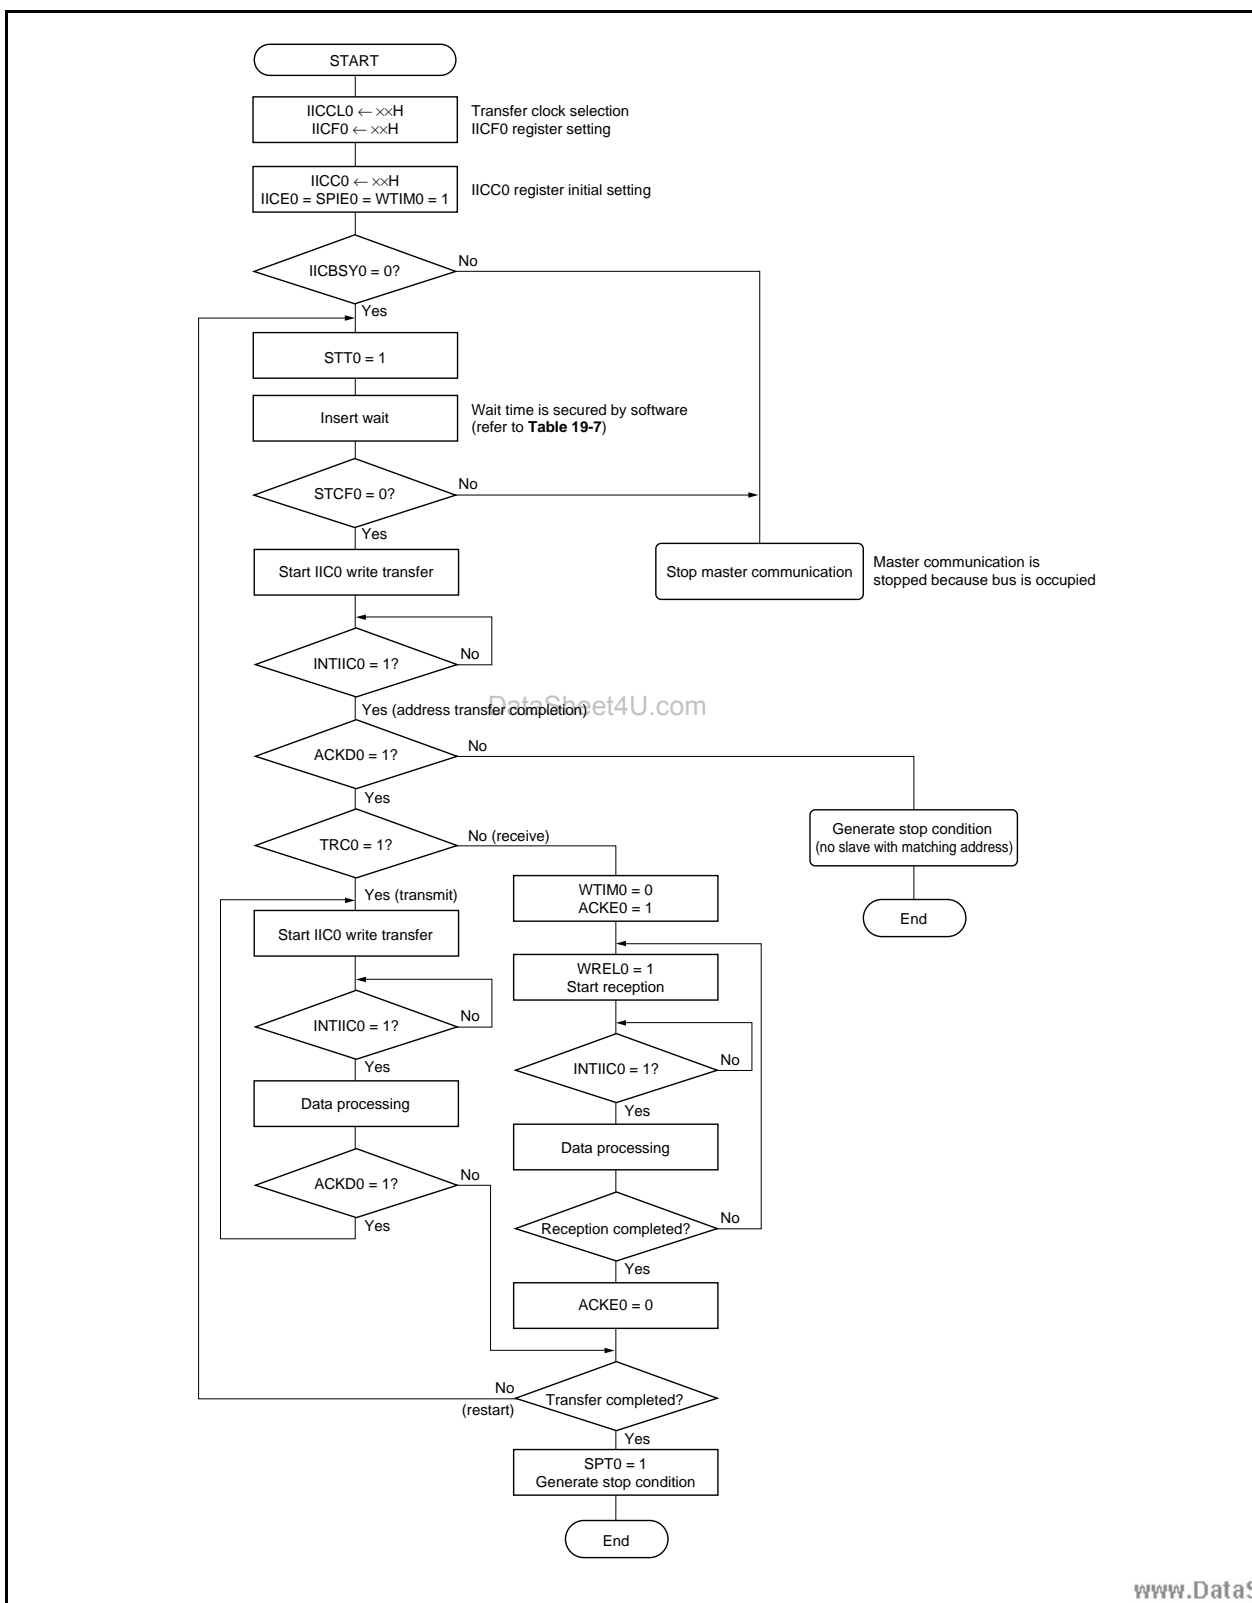 START
IICCL0 ← ××H
IICF0 ← ××H
Transfer clock selection
IICF0 register setting
IICC0 ← ××H
IICE0 = SPIE0 = WTIM0 = 1
IICC0 register initial setting
IICBSY0 = 0?
No
Yes
STT0 = 1
Insert wait
Wait time is secured by software
(refer to Table 19-7)
STCF0 = 0?
No
Yes
Start IIC0 write transfer
Stop master communication
Master communication is
stopped because bus is occupied
INTIIC0 = 1?
No
Yes (address transfer completion)
DataSheet4U.com
ACKD0 = 1?
No
Yes
TRC0 = 1?
No (receive)
Generate stop condition
(no slave with matching address)
End
Yes (transmit)
WTIM0 = 0
ACKE0 = 1
Start IIC0 write transfer
WREL0 = 1
Start reception
INTIIC0 = 1?
No
Yes
INTIIC0 = 1?
No
Yes
Data processing
Data processing
ACKD0 = 1?
No
Yes
Reception completed?
No
Yes
ACKE0 = 0
Transfer completed?
No
(restart)
Yes
SPT0 = 1
Generate stop condition
End
www.DataS